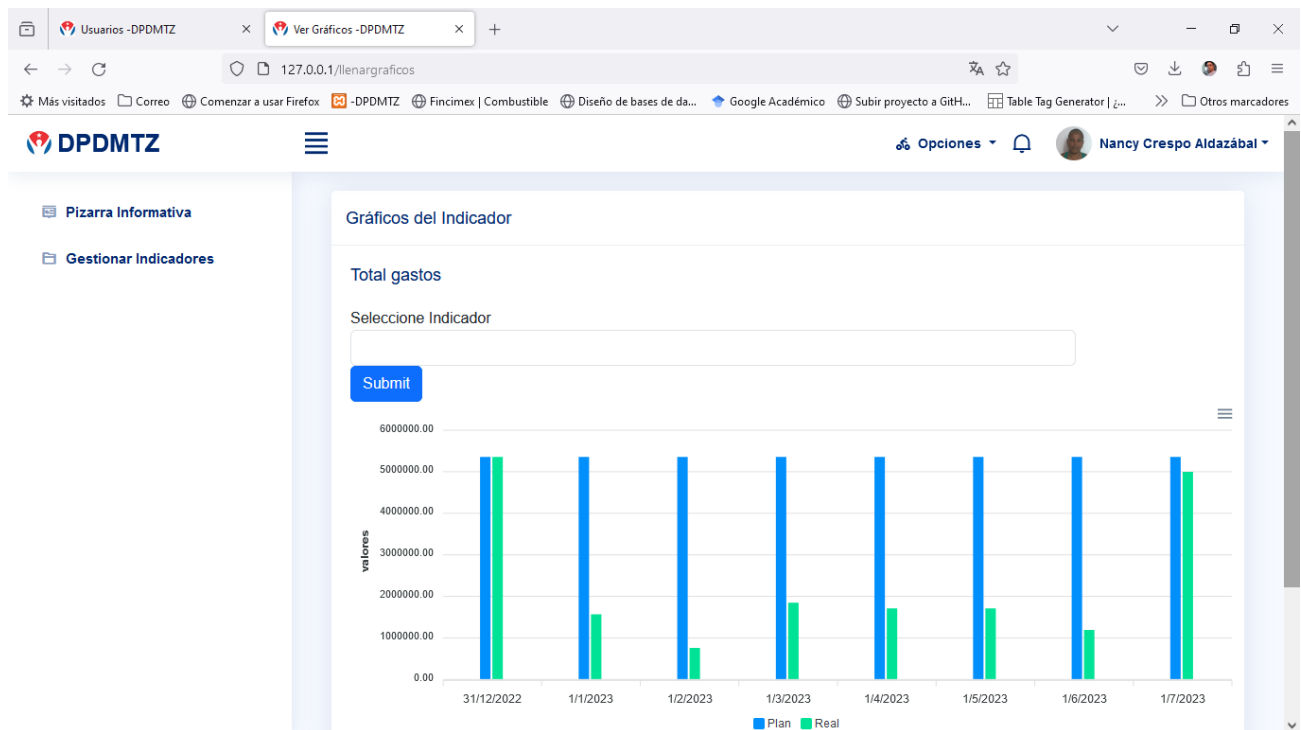 Usuarios -DPDMTZ
Ver Gráficos -DPDMTZ
127.0.0.1/llenargraficos
Más visitados Correo Comenzar a usar Firefox -DPDMTZ Fincimex | Combustible Diseño de bases de da... Google Académico Subir proyecto a GitH... Table Tag Generator | ¿... Otros marcadores
DPDMTZ
Opciones
Nancy Crespo Aldazábal
Pizarra Informativa
Gestionar Indicadores
Gráficos del Indicador
Total gastos
Seleccione Indicador
Submit
valores
6000000.00
5000000.00
4000000.00
3000000.00
2000000.00
1000000.00
0.00
31/12/2022 1/1/2023 1/2/2023 1/3/2023 1/4/2023 1/5/2023 1/6/2023 1/7/2023
Plan Real